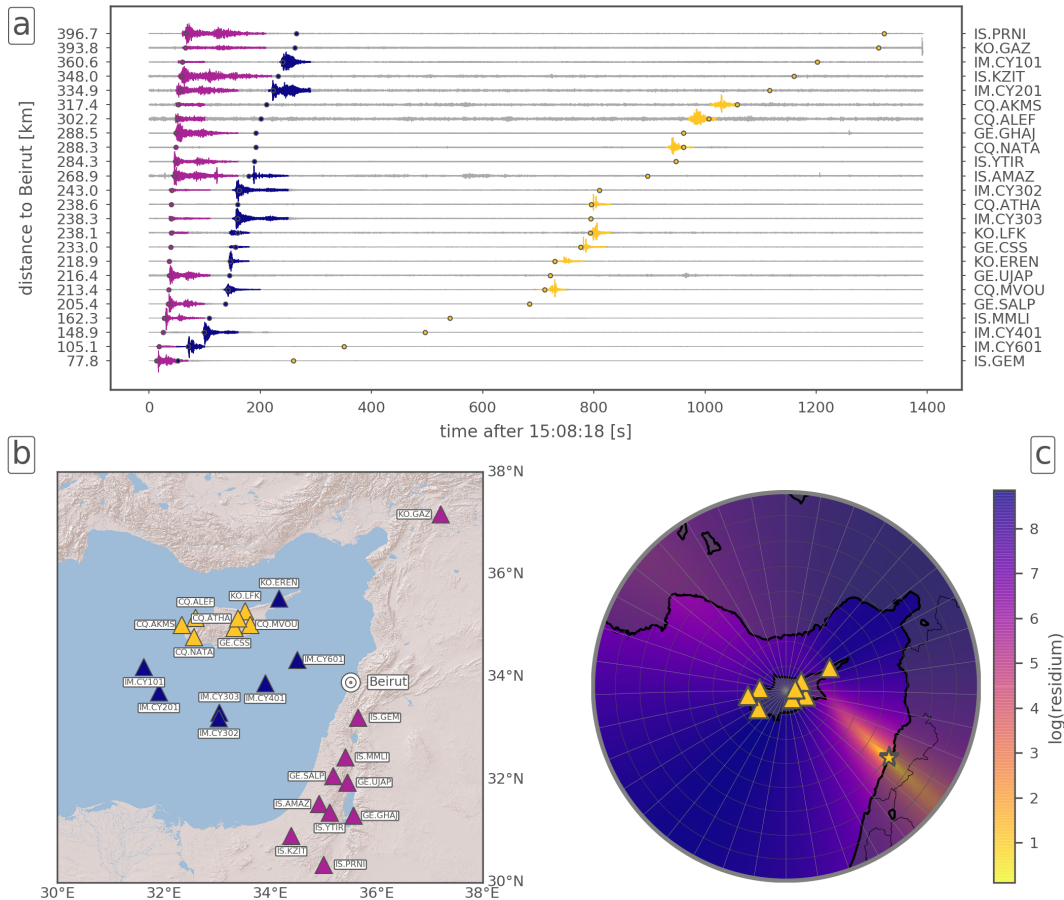 a
distance to Beirut [km]
396.7 IS.PRNI
393.8 KO.GAZ
360.6 IM.CY101
348.0 IS.KZIT
334.9 IM.CY201
317.4 CQ.AKMS
302.2 CQ.ALEF
288.5 GE.GHAJ
288.3 CQ.NATA
284.3 IS.YTIR
268.9 IS.AMAZ
243.0 IM.CY302
238.6 CQ.ATHA
238.3 IM.CY303
238.1 KO.LFK
233.0 GE.CSS
218.9 KO.EREN
216.4 GE.UJAP
213.4 CQ.MVOU
205.4 GE.SALP
162.3 IS.MMLI
148.9 IM.CY401
105.1 IM.CY601
77.8 IS.GEM
0 200 400 600 800 1000 1200 1400
time after 15:08:18 [s]
b
38°N
36°N
34°N
32°N
30°N
30°E 32°E 34°E 36°E 38°E
KO.GAZ
KO.EREN
KO.LFK
CQ.ALEF
CQ.ATHA
CQ.AKMS
CQ.MVOU
GE.CSS
CQ.NATA
IM.CY601
IM.CY101
IM.CY401
Beirut
IM.CY201
IM.CY303
IM.CY302
IS.GEM
IS.MMLI
GE.SALP
GE.UJAP
IS.AMAZ
GE.GHAJ
IS.YTIR
IS.KZIT
IS.PRNI
c
8
7
6
5
4
3
2
1
log(residium)